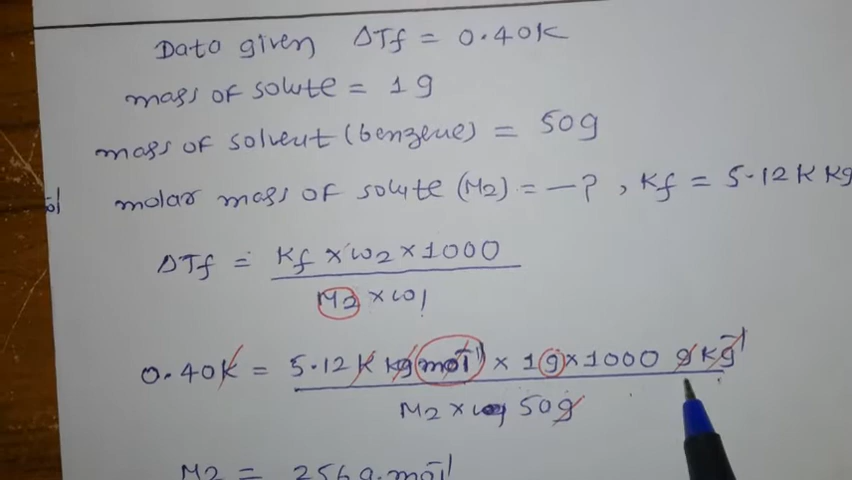 Data given ΔTf = 0.40K
mass of solute = 1g
mass of solvent (benzene) = 50g
molar mass of solute (M2) = — ? , Kf = 5.12 K Kg
ΔTf = Kf × w2 × 1000
M2 × w1
0.40K = 5.12 K kg mol⁻¹ × 1g × 1000 g kg⁻¹
M2 × 50g
M2 = 256g.mol⁻¹